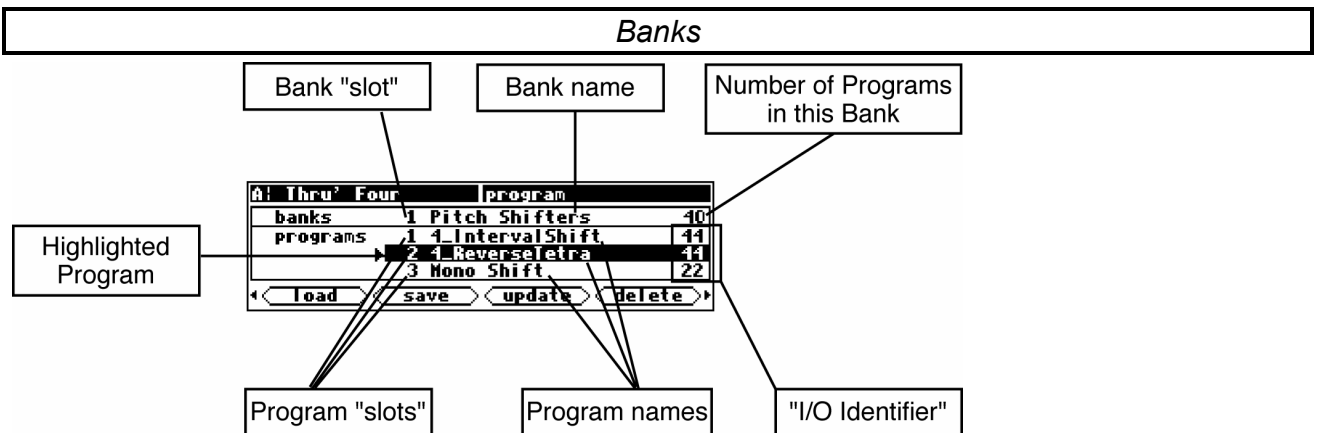 Banks
Bank "slot"
Bank name
Number of Programs
in this Bank
A¦ Thru' Four program
banks 1 Pitch Shifters 40
programs 1 4_IntervalShift 44
2 4_ReverseTetra 44
3 Mono Shift 22
load save update delete
Highlighted
Program
Program "slots"
Program names
"I/O Identifier"